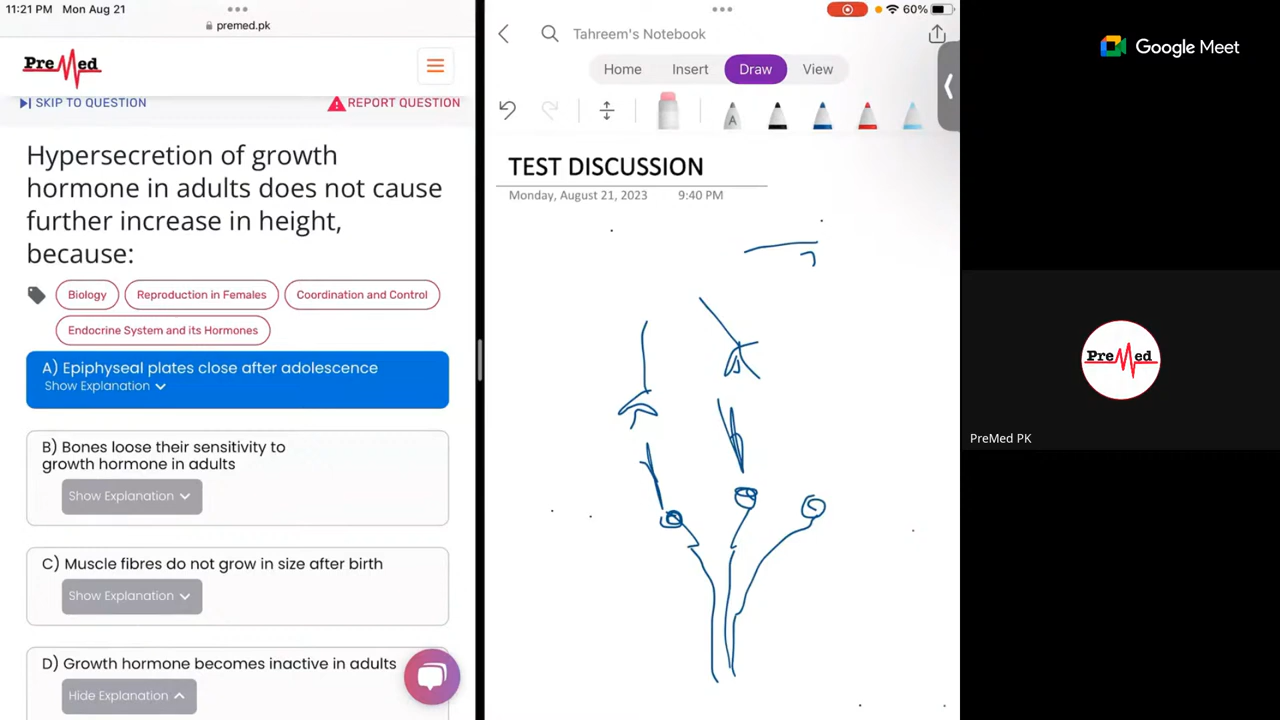 11:21 PM Mon Aug 21
premed.pk
PreMed
SKIP TO QUESTION
REPORT QUESTION
Hypersecretion of growth
hormone in adults does not cause
further increase in height,
because:
Biology
Reproduction in Females
Coordination and Control
Endocrine System and its Hormones
A) Epiphyseal plates close after adolescence
Show Explanation
B) Bones loose their sensitivity to
growth hormone in adults
Show Explanation
C) Muscle fibres do not grow in size after birth
Show Explanation
D) Growth hormone becomes inactive in adults
Hide Explanation
60%
Tahreem's Notebook
Home
Insert
Draw
View
A
TEST DISCUSSION
Monday, August 21, 2023 9:40 PM
Google Meet
PreMed
PreMed PK